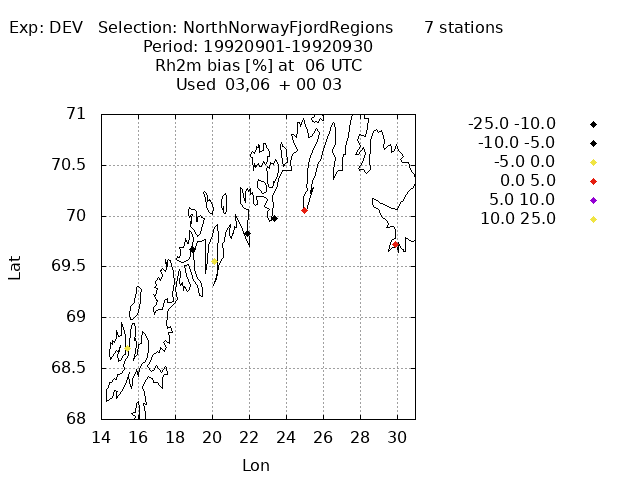 Exp: DEV   Selection: NorthNorwayFjordRegions      7 stations
Period: 19920901-19920930
Rh2m bias [%] at  06 UTC
Used  03,06  + 00 03
71
70.5
70
69.5
69
68.5
68
Lat
14 16 18 20 22 24 26 28 30
Lon
-25.0 -10.0
-10.0 -5.0
-5.0 0.0
0.0 5.0
5.0 10.0
10.0 25.0